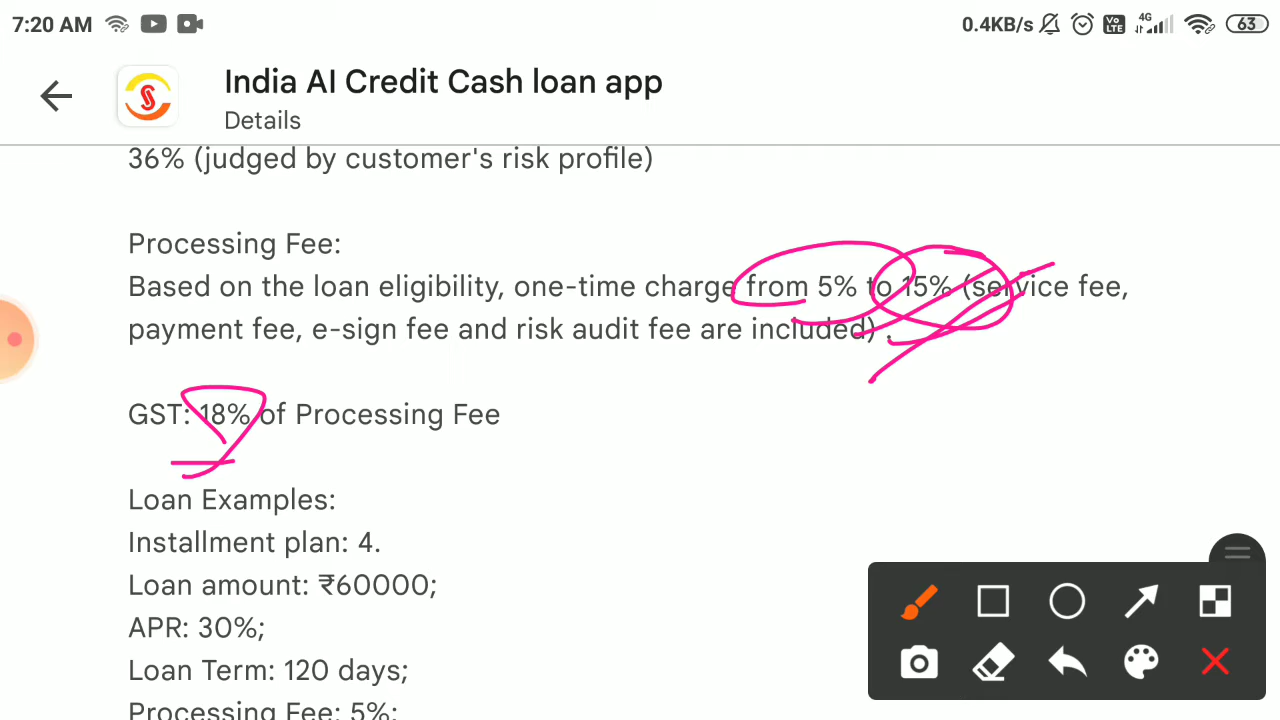 7:20 AM 0.4KB/s Vo LTE 4G 63
India AI Credit Cash loan app
Details
36% (judged by customer's risk profile)
Processing Fee:
Based on the loan eligibility, one-time charge from 5% to 15% (service fee,
payment fee, e-sign fee and risk audit fee are included) .
GST: 18% of Processing Fee
Loan Examples:
Installment plan: 4.
Loan amount: ₹60000;
APR: 30%;
Loan Term: 120 days;
Processing Fee: 5%;